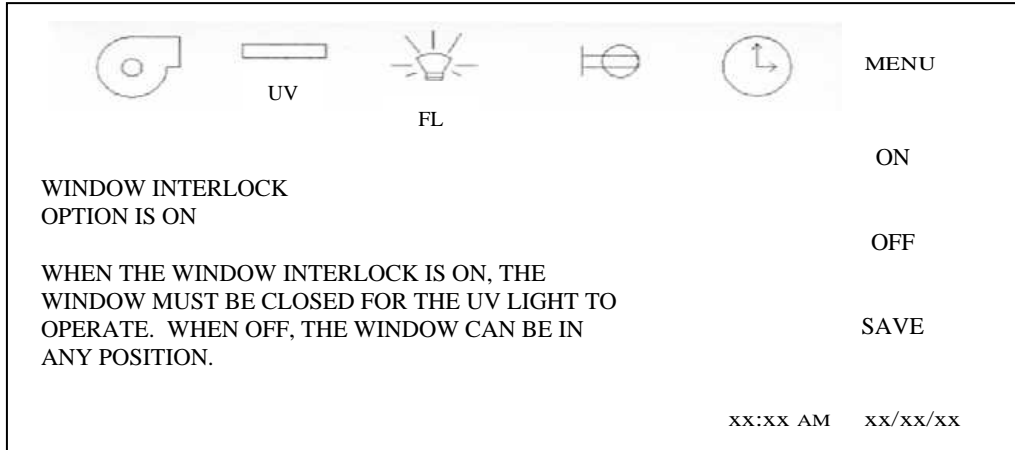 UV
FL
MENU
ON
WINDOW INTERLOCK
OPTION IS ON
OFF
WHEN THE WINDOW INTERLOCK IS ON, THE
WINDOW MUST BE CLOSED FOR THE UV LIGHT TO
OPERATE. WHEN OFF, THE WINDOW CAN BE IN
ANY POSITION.
SAVE
XX:XX AM XX/XX/XX